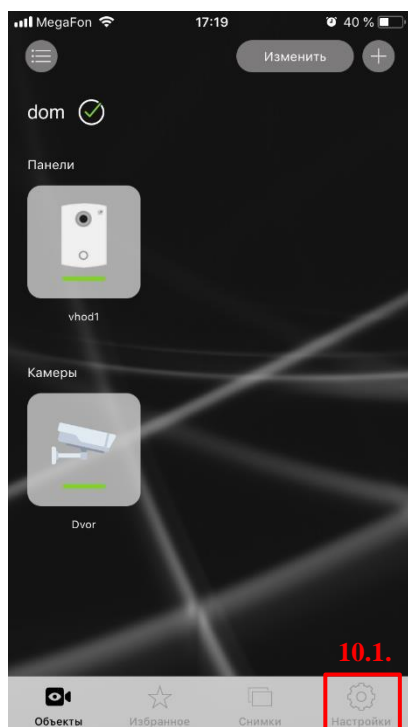 MegaFon 17:19 40 %
Изменить
dom
Панели
vhod1
Камеры
Dvor
10.1.
Объекты Избранное Снимки Настройки